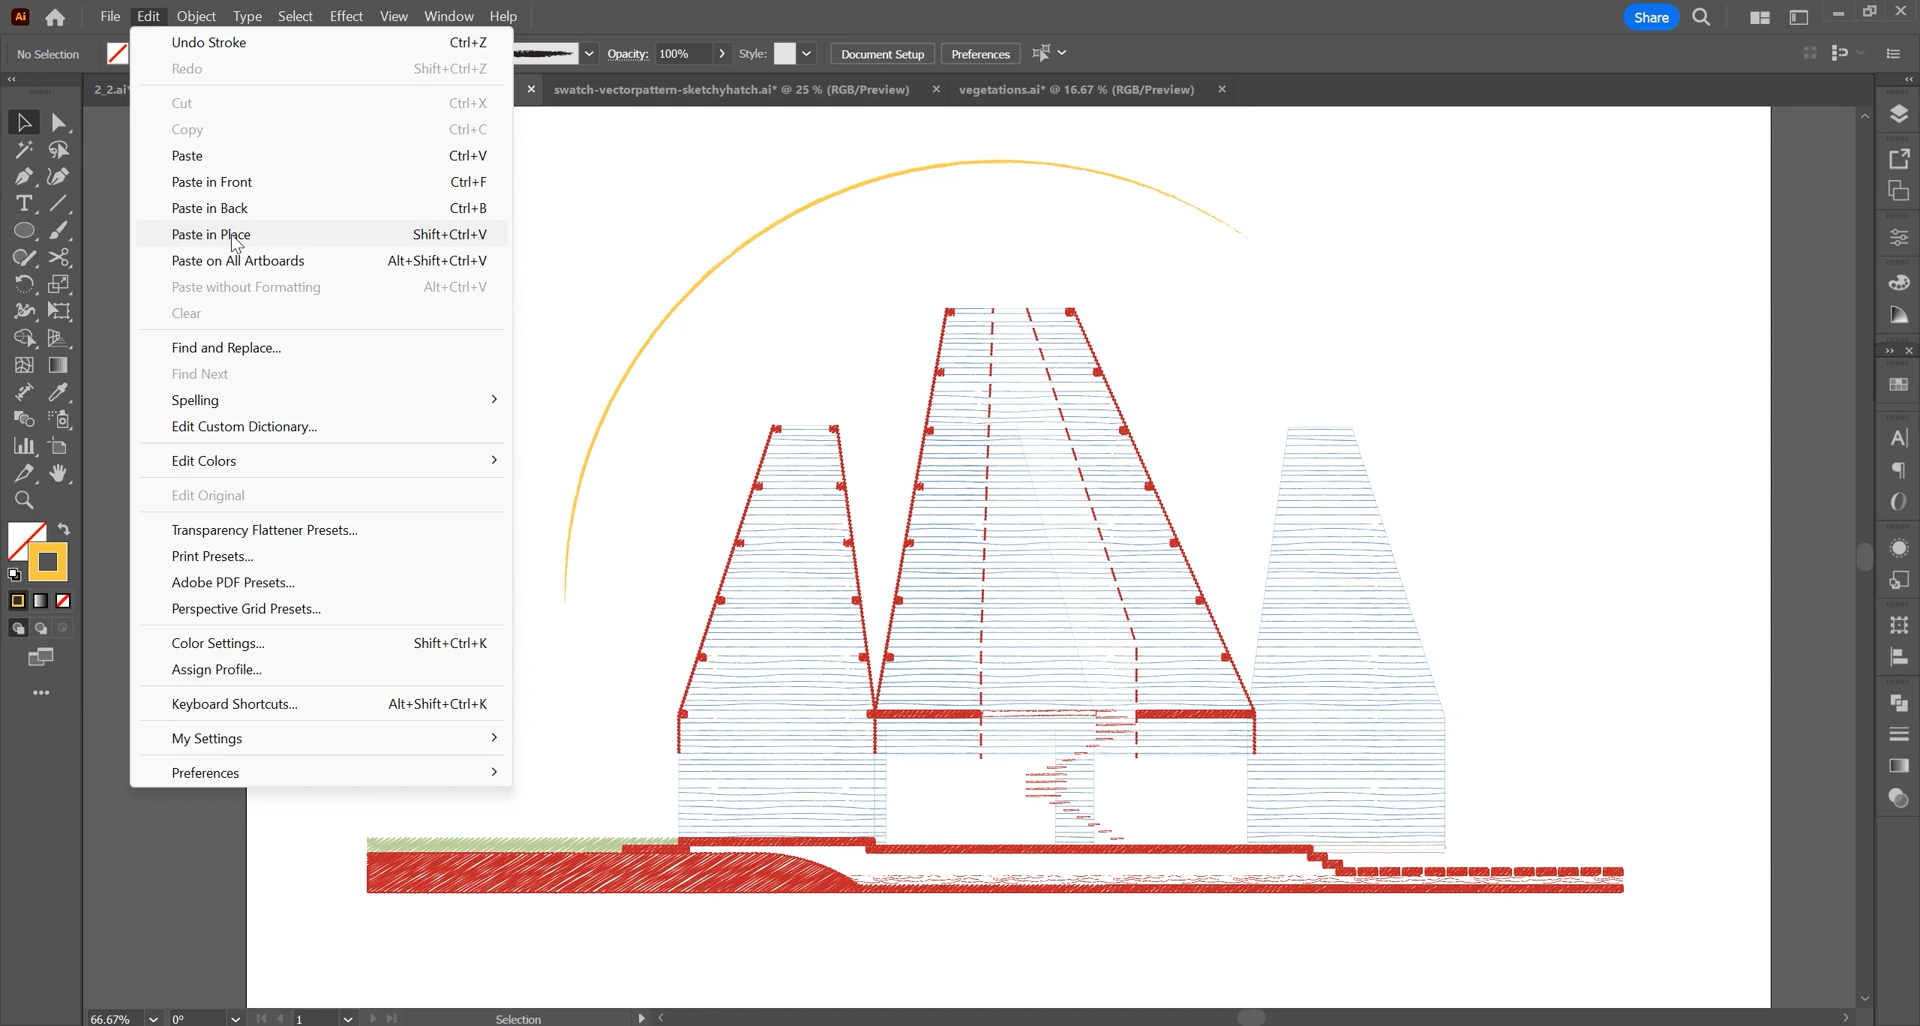 Ai File Edit Object Type Select Effect View Window Help Share
No Selection Opacity: 100% Style: Document Setup Preferences
2_2.ai* swatch-vectorpattern-sketchyhatch.ai* @ 25 % (RGB/Preview) vegetations.ai* @ 16.67 % (RGB/Preview)
Undo Stroke Ctrl+Z
Redo Shift+Ctrl+Z
Cut Ctrl+X
Copy Ctrl+C
Paste Ctrl+V
Paste in Front Ctrl+F
Paste in Back Ctrl+B
Paste in Place Shift+Ctrl+V
Paste on All Artboards Alt+Shift+Ctrl+V
Paste without Formatting Alt+Ctrl+V
Clear
Find and Replace...
Find Next
Spelling
Edit Custom Dictionary...
Edit Colors
Edit Original
Transparency Flattener Presets...
Print Presets...
Adobe PDF Presets...
Perspective Grid Presets...
Color Settings... Shift+Ctrl+K
Assign Profile...
Keyboard Shortcuts... Alt+Shift+Ctrl+K
My Settings
Preferences
66.67% 0° 1 Selection